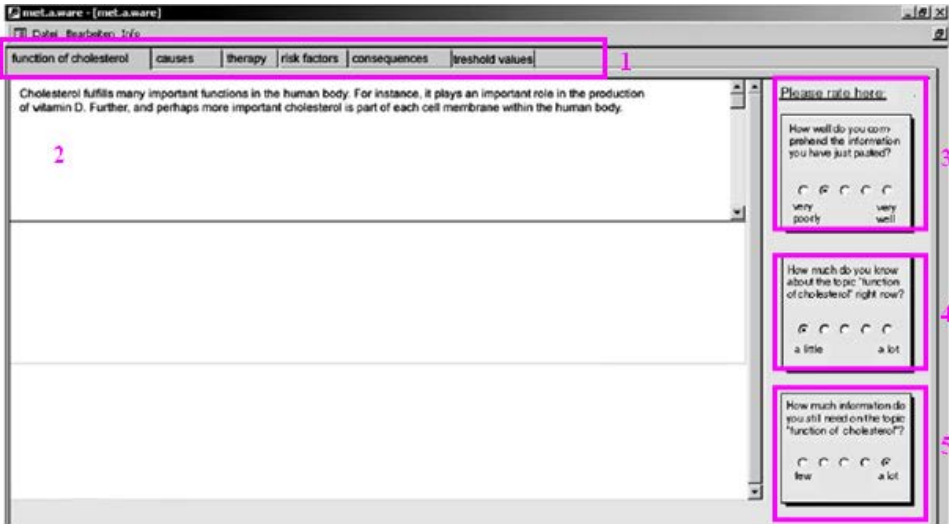 met.a.ware - [met.a.ware]
Datei Bearbeiten Info
function of cholesterol causes therapy risk factors consequences treshold values
1
Cholesterol fulfills many important functions in the human body. For instance, it plays an important role in the production
of vitamin D. Further, and perhaps more important cholesterol is part of each cell membrane within the human body.
2
Please rate here:
How well do you com-
prehend the information
you have just pasted?
very very
poorly well
3
How much do you know
about the topic "function
of cholesterol" right now?
a little a lot
4
How much information do
you still need on the topic
"function of cholesterol"?
few a lot
5